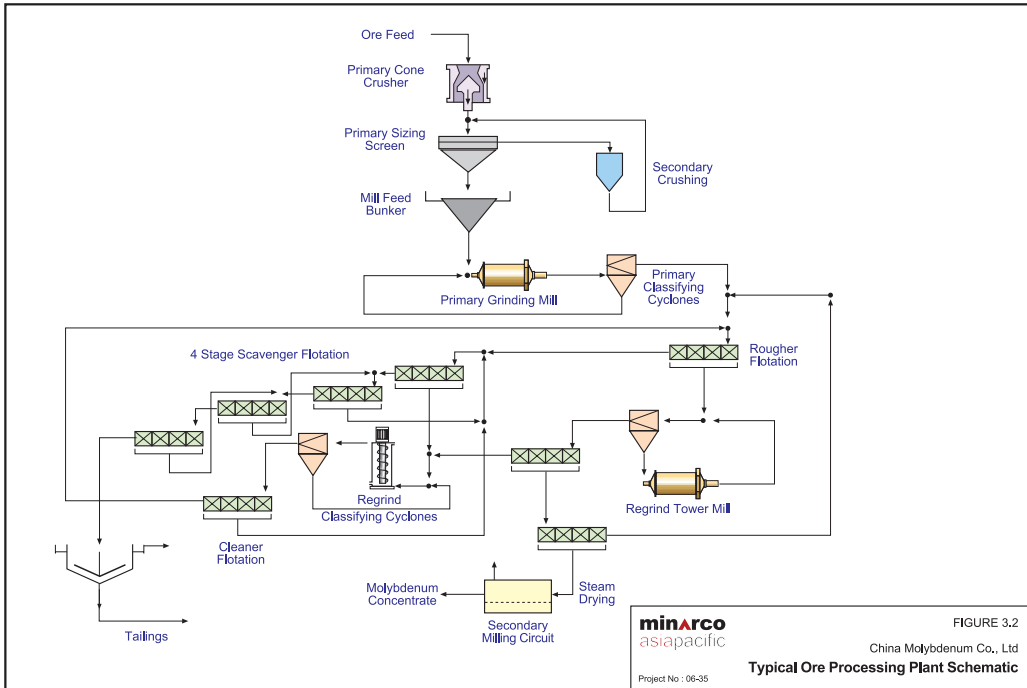 Ore Feed
Primary Cone
Crusher
Primary Sizing
Screen
Secondary
Crushing
Mill Feed
Bunker
Primary
Classifying
Cyclones
Primary Grinding Mill
4 Stage Scavenger Flotation
Rougher
Flotation
Regrind
Classifying Cyclones
Regrind Tower Mill
Cleaner
Flotation
Molybdenum
Concentrate
Steam
Drying
Secondary
Milling Circuit
Tailings
minarco
asiapacific
Project No : 06-35
FIGURE 3.2
China Molybdenum Co., Ltd
Typical Ore Processing Plant Schematic